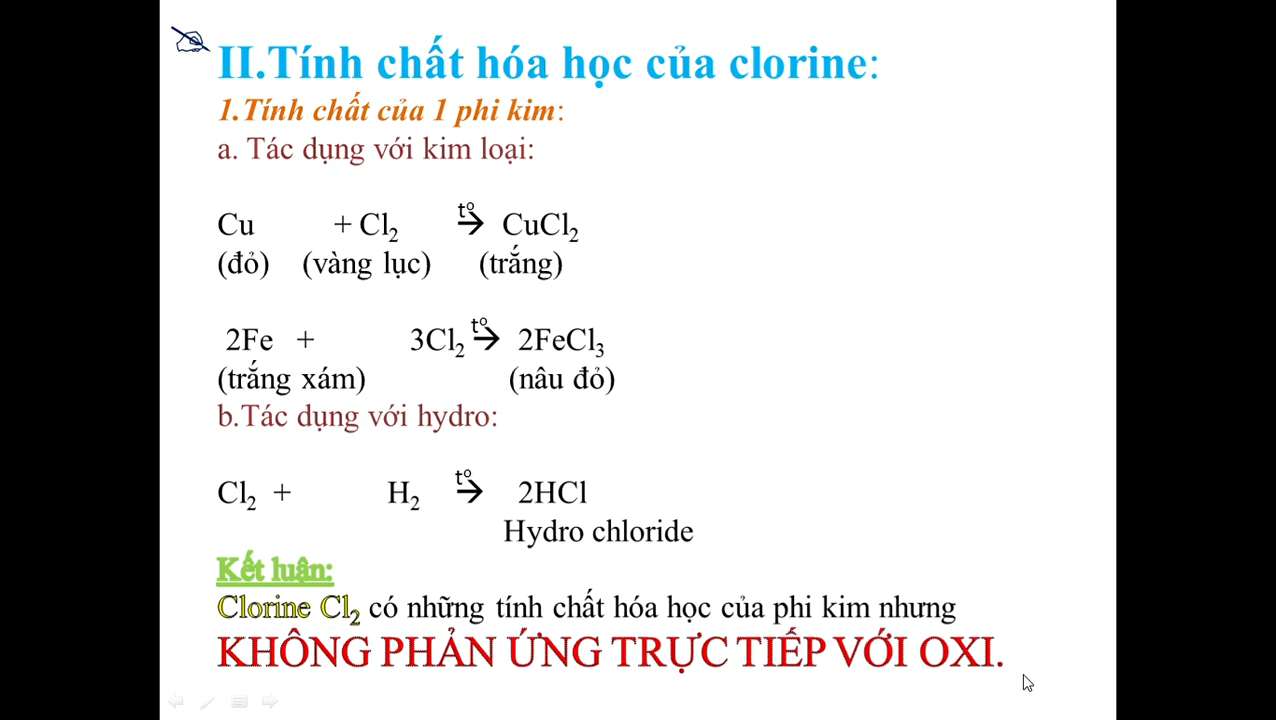 II.Tính chất hóa học của clorine:
1.Tính chất của 1 phi kim:
a. Tác dụng với kim loại:
Cu + Cl₂ tº→ CuCl₂
(đỏ) (vàng lục) (trắng)
2Fe + 3Cl₂ tº→ 2FeCl₃
(trắng xám) (nâu đỏ)
b.Tác dụng với hydro:
Cl₂ + H₂ tº→ 2HCl
Hydro chloride
Kết luận:
Clorine Cl₂ có những tính chất hóa học của phi kim nhưng
KHÔNG PHẢN ỨNG TRỰC TIẾP VỚI OXI.